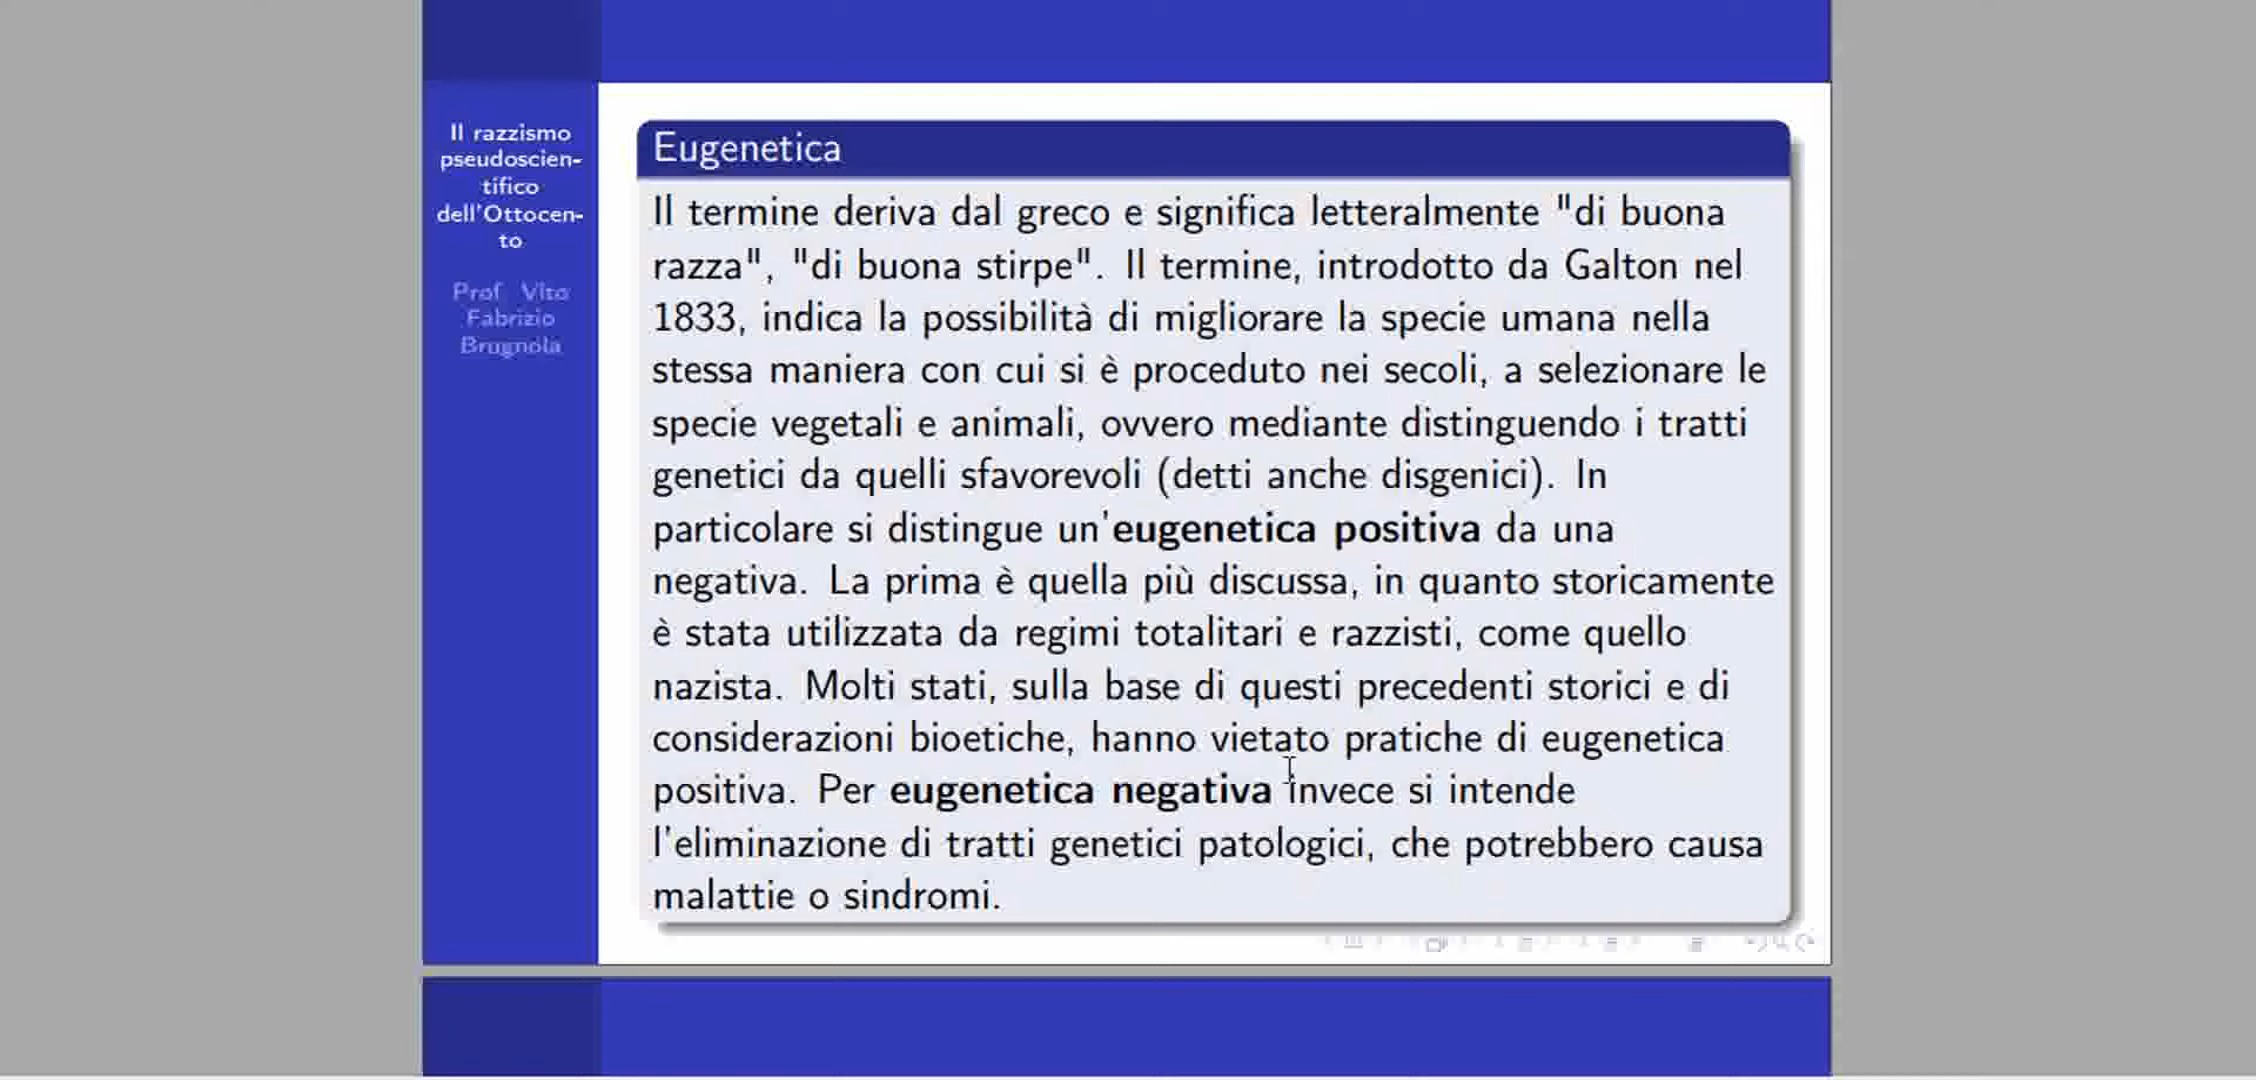 Il razzismo
pseudoscien-
tifico
dell'Ottocen-
to
Prof. Vito
Fabrizio
Brugnola
Eugenetica
Il termine deriva dal greco e significa letteralmente "di buona
razza", "di buona stirpe". Il termine, introdotto da Galton nel
1833, indica la possibilità di migliorare la specie umana nella
stessa maniera con cui si è proceduto nei secoli, a selezionare le
specie vegetali e animali, ovvero mediante distinguendo i tratti
genetici da quelli sfavorevoli (detti anche disgenici). In
particolare si distingue un'eugenetica positiva da una
negativa. La prima è quella più discussa, in quanto storicamente
è stata utilizzata da regimi totalitari e razzisti, come quello
nazista. Molti stati, sulla base di questi precedenti storici e di
considerazioni bioetiche, hanno vietato pratiche di eugenetica
positiva. Per eugenetica negativa invece si intende
l'eliminazione di tratti genetici patologici, che potrebbero causa
malattie o sindromi.